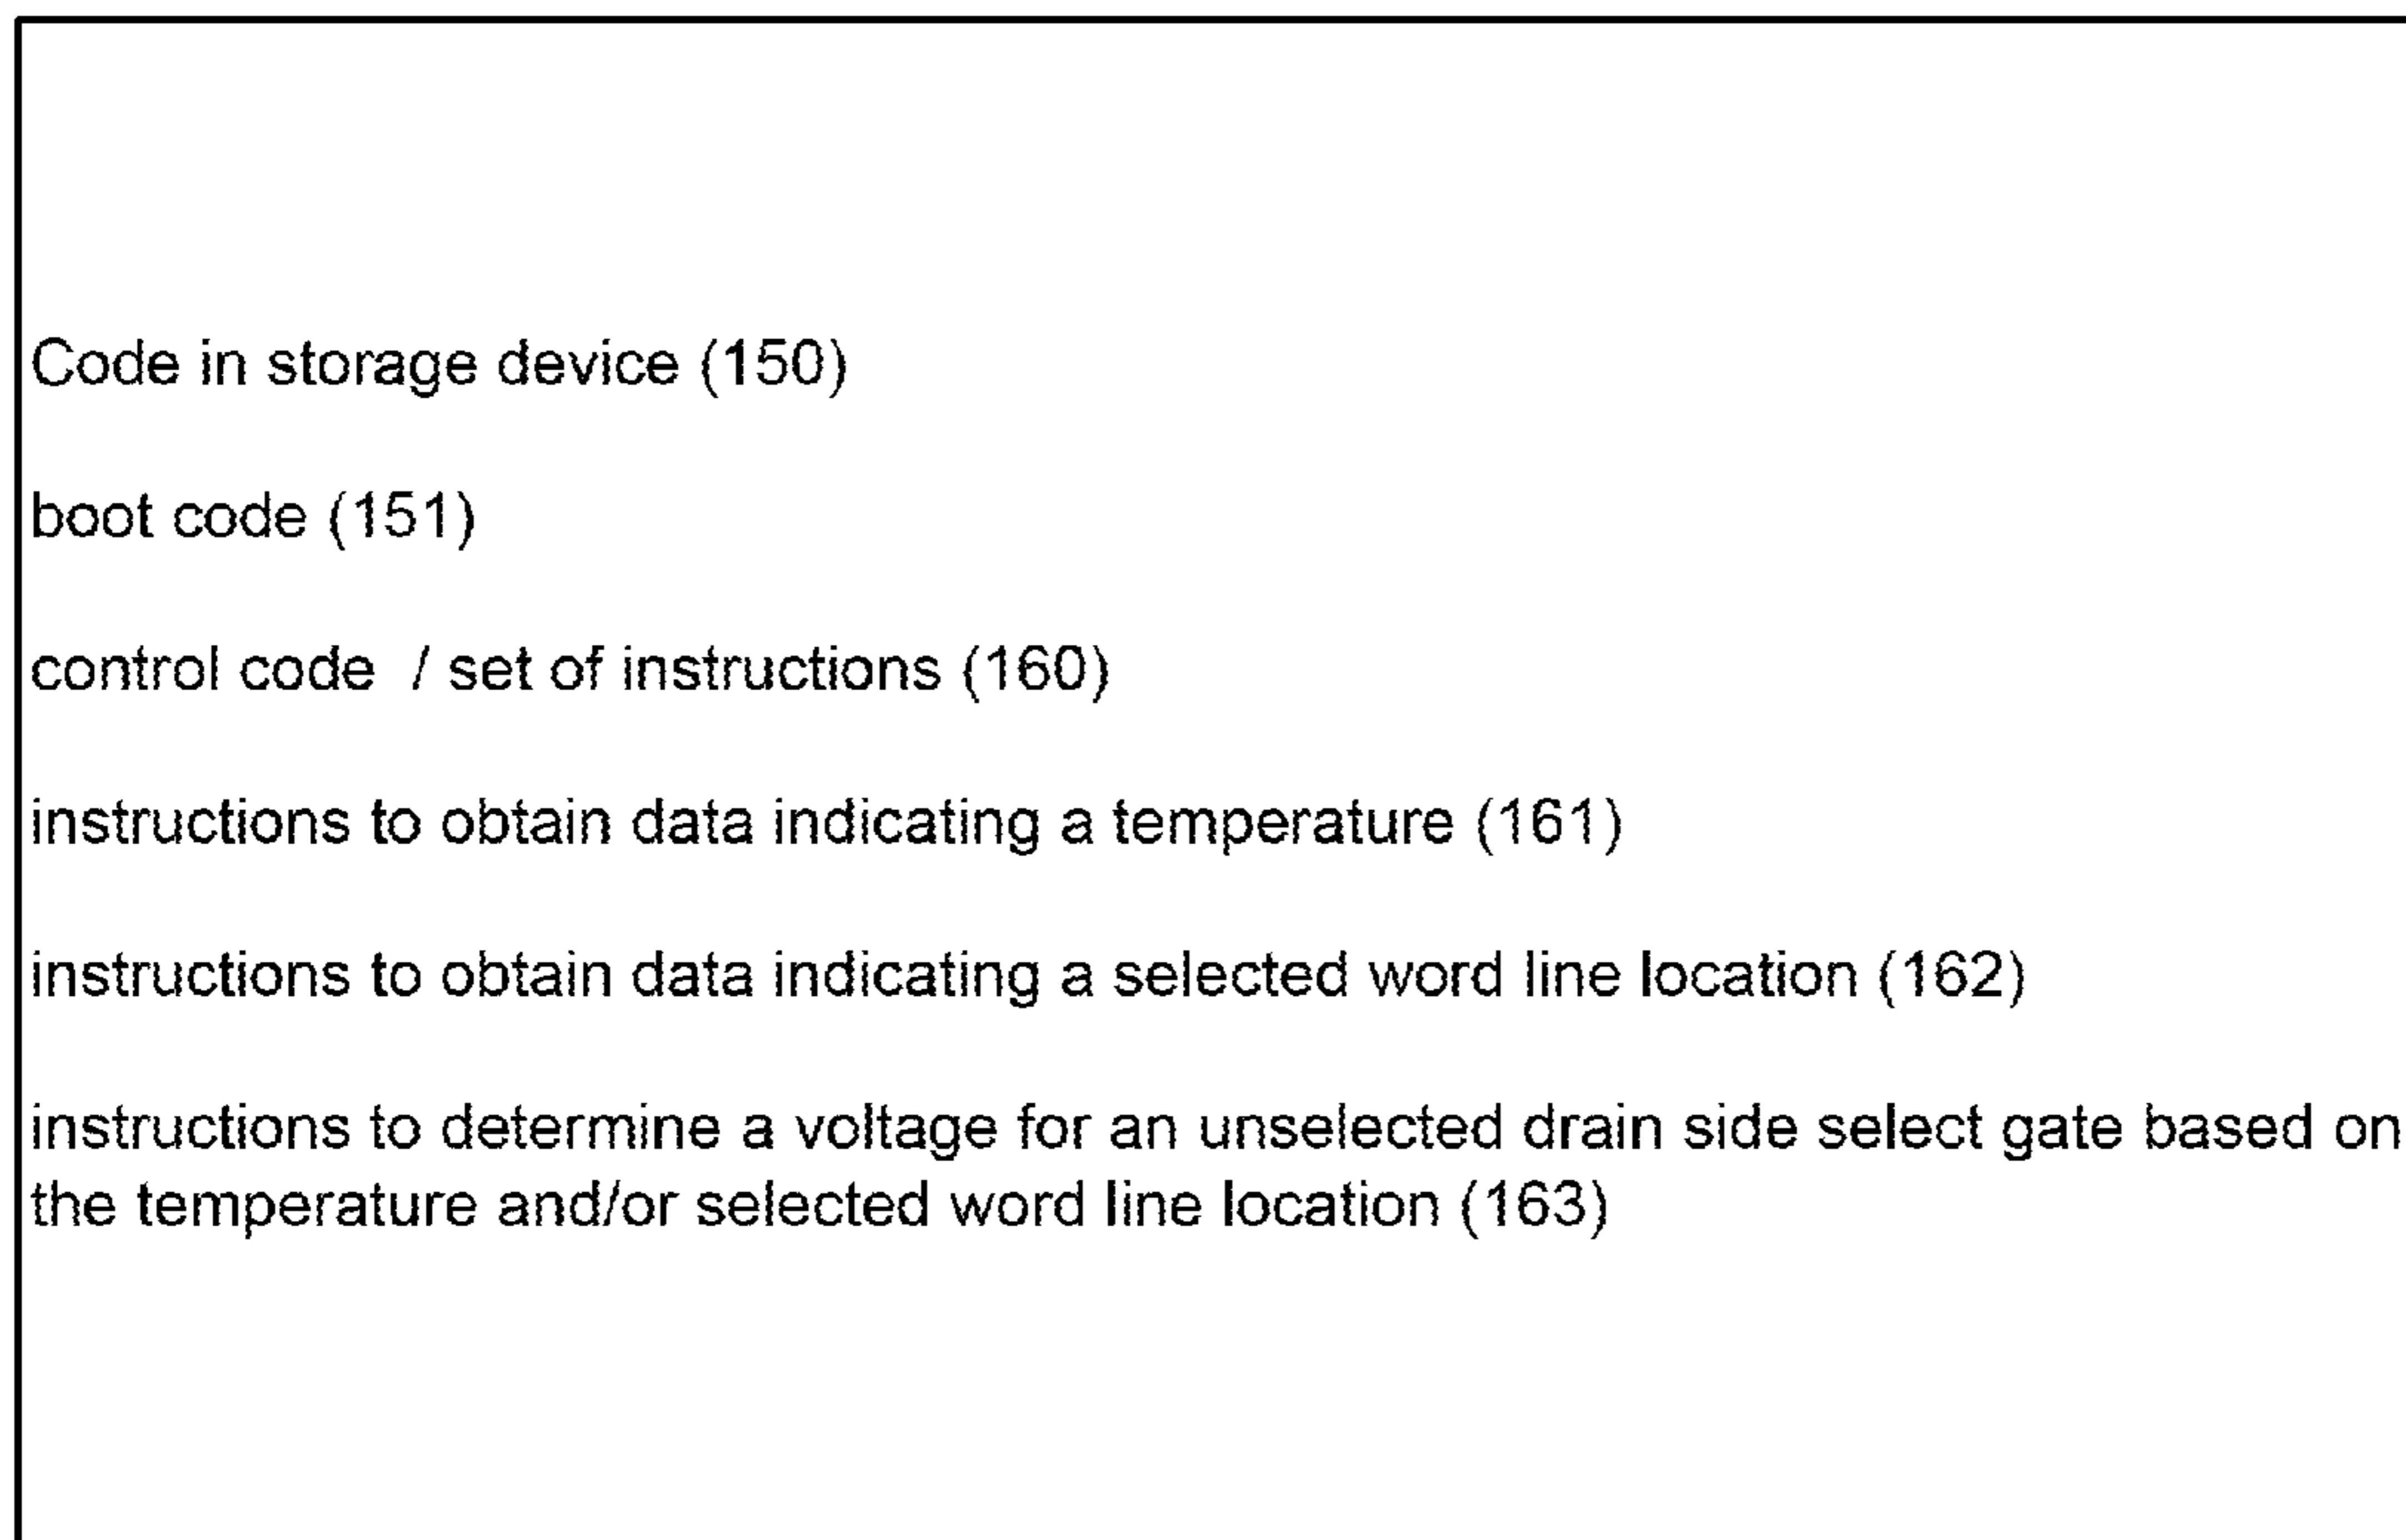 Code in storage device (150)
boot code (151)
control code / set of instructions (160)
instructions to obtain data indicating a temperature (161)
instructions to obtain data indicating a selected word line location (162)
instructions to determine a voltage for an unselected drain side select gate based on
the temperature and/or selected word line location (163)